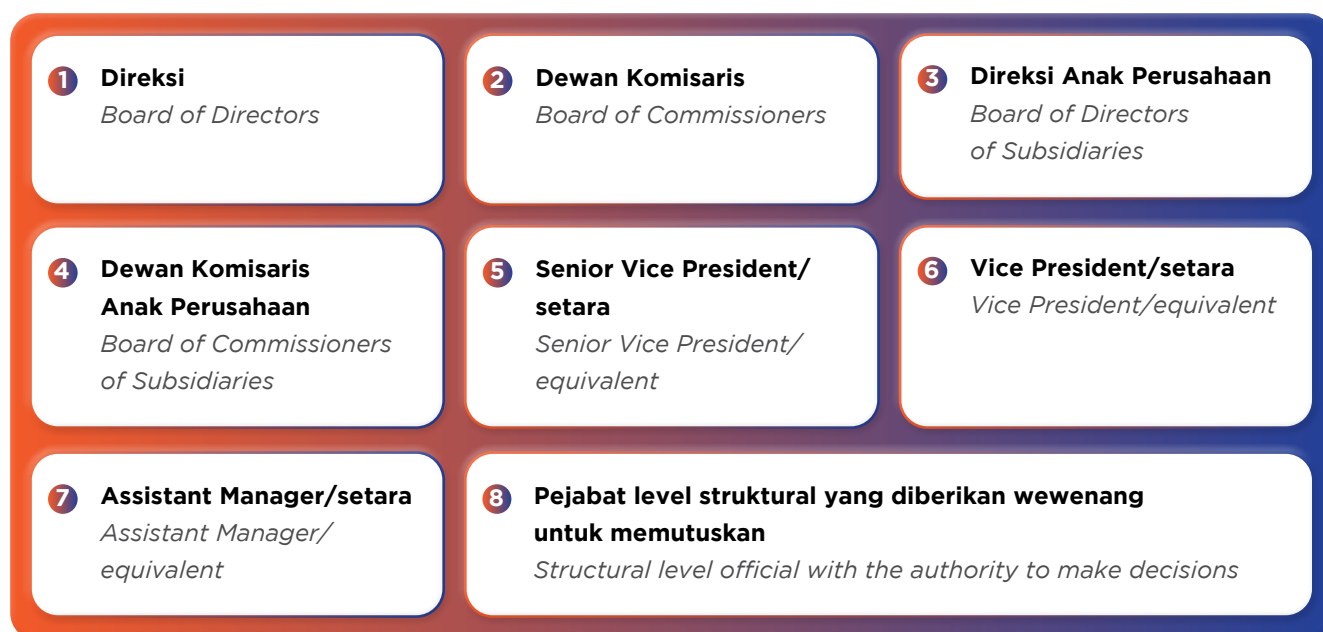 1 Direksi
Board of Directors
2 Dewan Komisaris
Board of Commissioners
3 Direksi Anak Perusahaan
Board of Directors
of Subsidiaries
4 Dewan Komisaris
Anak Perusahaan
Board of Commissioners
of Subsidiaries
5 Senior Vice President/
setara
Senior Vice President/
equivalent
6 Vice President/setara
Vice President/equivalent
7 Assistant Manager/setara
Assistant Manager/
equivalent
8 Pejabat level struktural yang diberikan wewenang
untuk memutuskan
Structural level official with the authority to make decisions